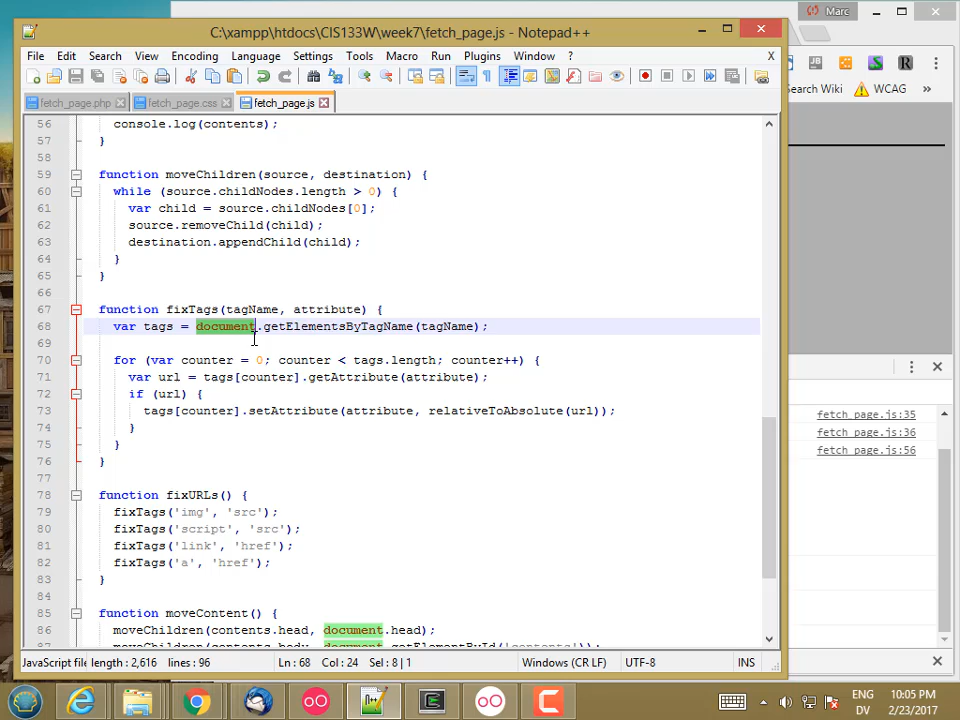 Marc
C:\xampp\htdocs\CIS133W\week7\fetch_page.js - Notepad++
File Edit Search View Encoding Language Settings Tools Macro Run Plugins Window ? X
JB S R
earch Wiki WCAG »
fetch_page.php fetch_page.css fetch_page.js
56 console.log(contents);
57 }
58
59 function moveChildren(source, destination) {
60 while (source.childNodes.length > 0) {
61 var child = source.childNodes[0];
62 source.removeChild(child);
63 destination.appendChild(child);
64 }
65 }
66
67 function fixTags(tagName, attribute) {
68 var tags = document.getElementsByTagName(tagName);
69
70 for (var counter = 0; counter < tags.length; counter++) {
71 var url = tags[counter].getAttribute(attribute);
72 if (url) {
73 tags[counter].setAttribute(attribute, relativeToAbsolute(url));
74 }
75 }
76 }
77
78 function fixURLs() {
79 fixTags('img', 'src');
80 fixTags('script', 'src');
81 fixTags('link', 'href');
82 fixTags('a', 'href');
83 }
84
85 function moveContent() {
86 moveChildren(contents.head, document.head);
moveChildren(contents.body, document.getElementById('contents'));
fetch_page.js:35
fetch_page.js:36
fetch_page.js:56
JavaScript file length : 2,616 lines : 96 Ln : 68 Col : 24 Sel : 8 | 1 Windows (CR LF) UTF-8 INS
ENG 10:05 PM
DV 2/23/2017